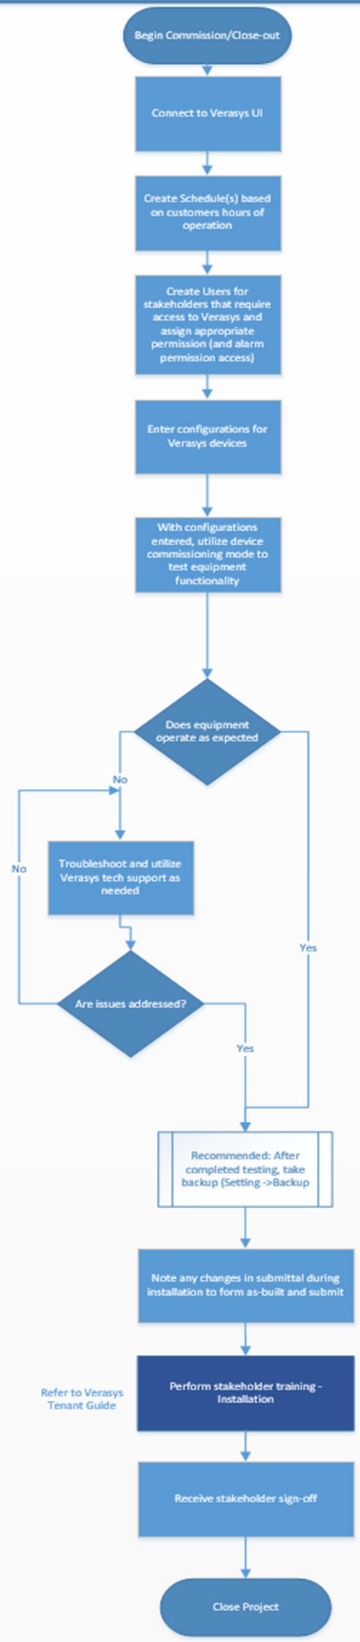 Begin Commission/Close-out
Connect to Verasys UI
Create Schedule(s) based
on customers hours of
operation
Create Users for
stakeholders that require
access to Verasys and
assign appropriate
permission (and alarm
permission access)
Enter configurations for
Verasys devices
With configurations
entered, utilize device
commissioning mode to
test equipment
functionality
Does equipment
operate as expected
No
Troubleshoot and utilize
Verasys tech support as
needed
No
Yes
Are issues addressed?
Yes
Recommended: After
completed testing, take
backup (Setting ->Backup
Note any changes in submittal during
installation to form as-built and submit
Refer to Verasys
Tenant Guide
Perform stakeholder training -
Installation
Receive stakeholder sign-off
Close Project